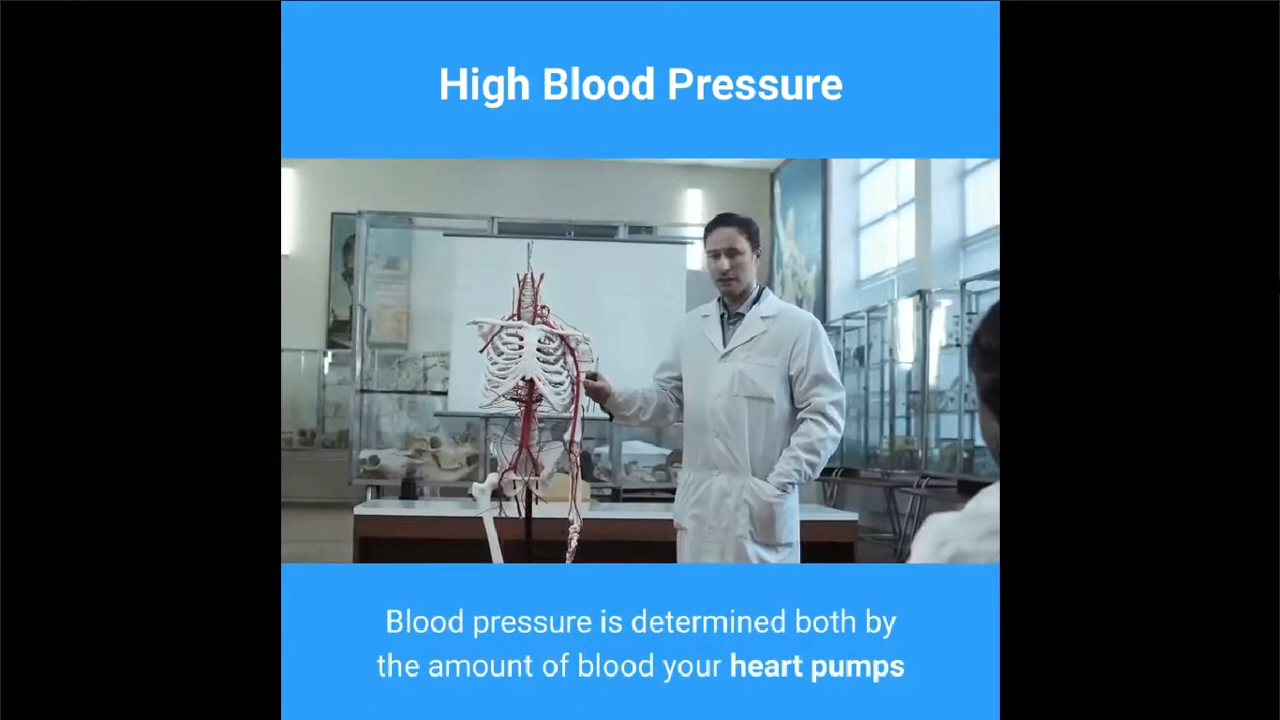 High Blood Pressure
Blood pressure is determined both by
the amount of blood your heart pumps